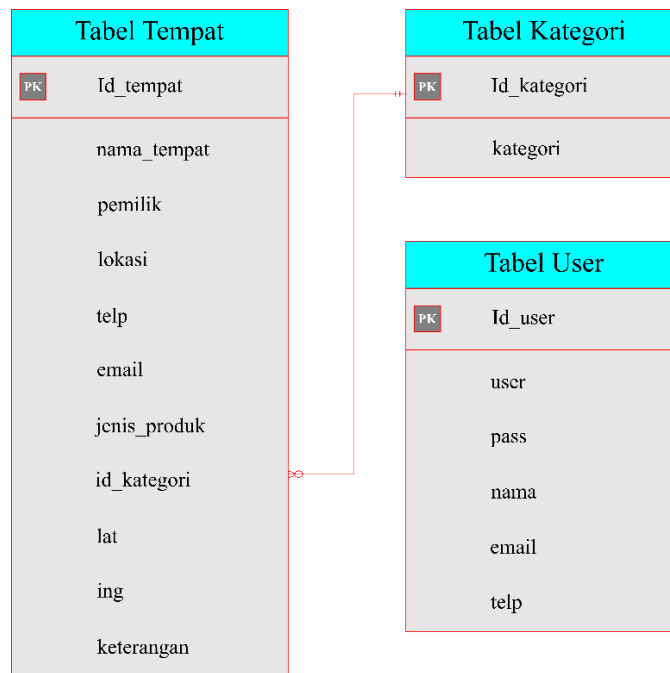 Tabel Tempat
PK Id_tempat
nama_tempat
pemilik
lokasi
telp
email
jenis_produk
id_kategori
lat
ing
keterangan
Tabel Kategori
PK Id_kategori
kategori
Tabel User
PK Id_user
user
pass
nama
email
telp